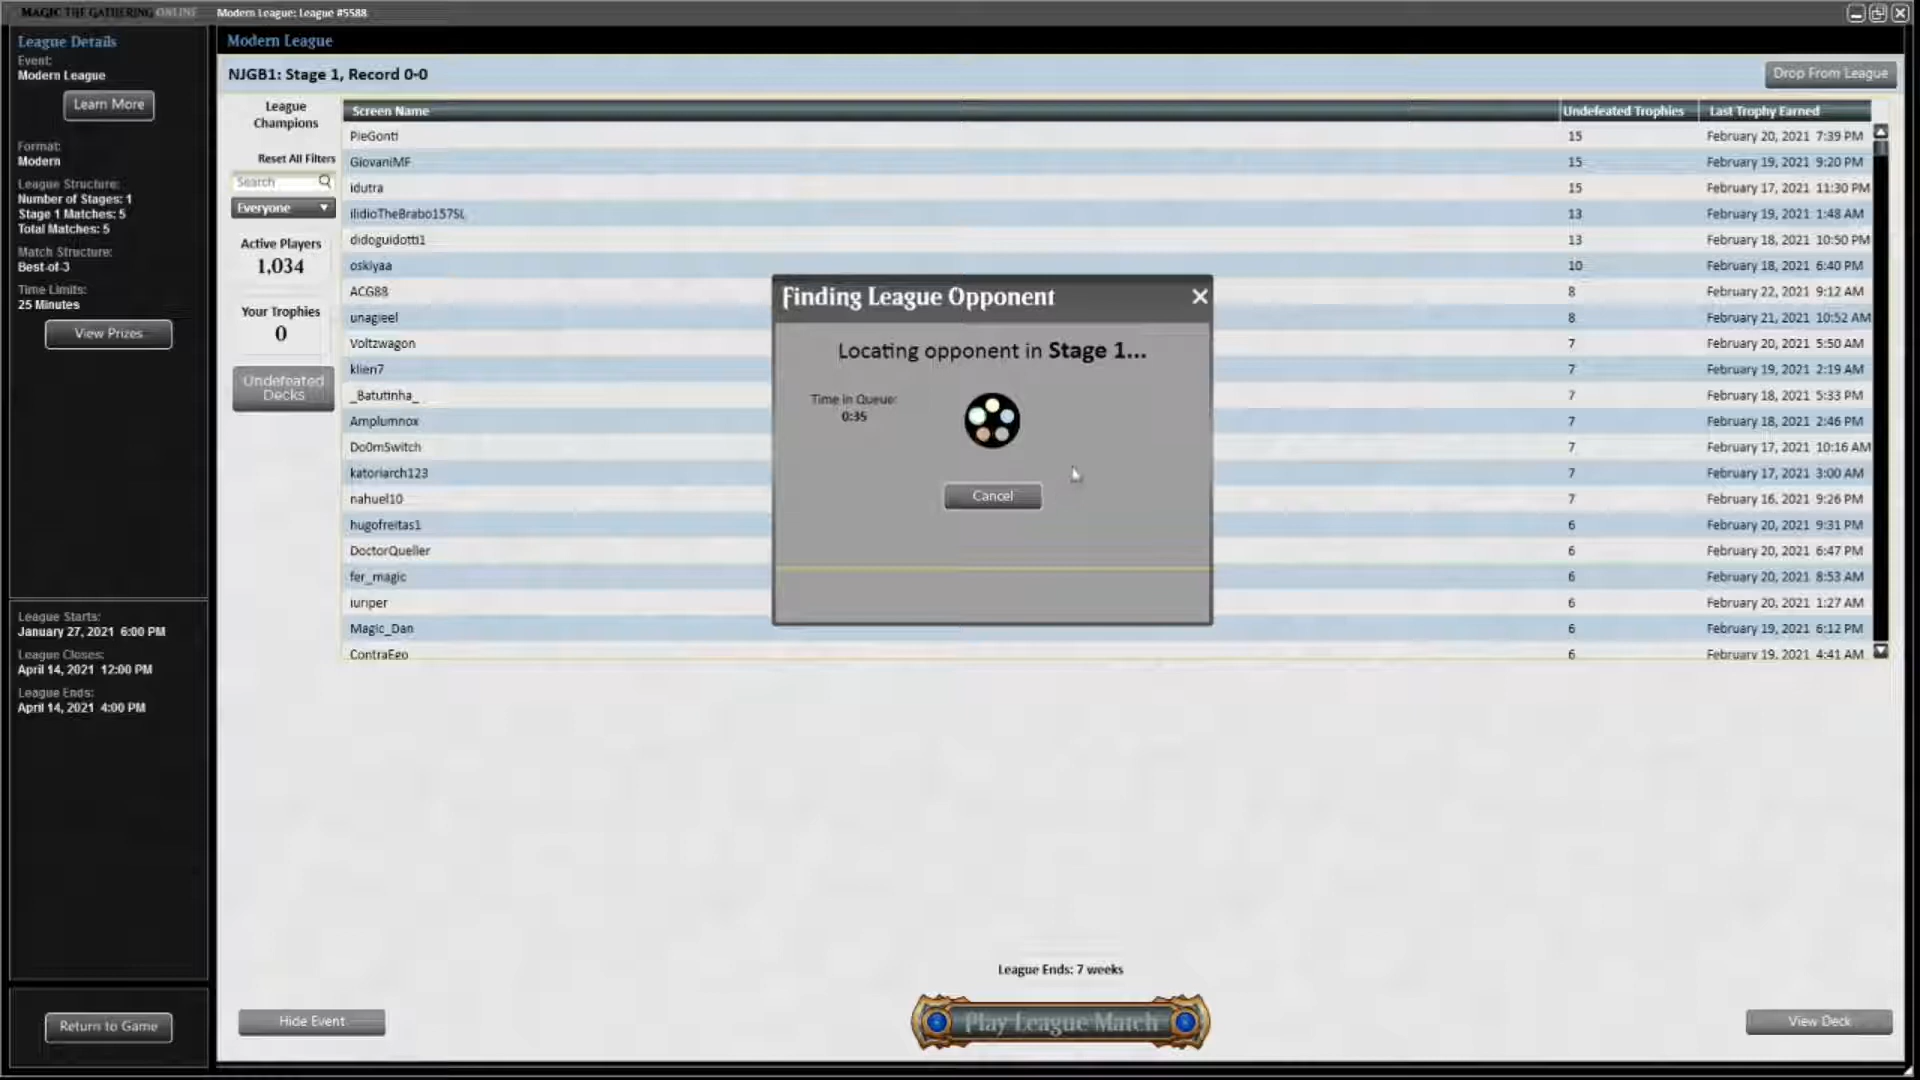 MAGIC THE GATHERING ONLINE
Modern League: League #5588
League Details
Event:
Modern League
Learn More
Format:
Modern
League Structure:
Number of Stages: 1
Stage 1 Matches: 5
Total Matches: 5
Match Structure:
Best-of-3
Time Limits:
25 Minutes
View Prizes
League Starts:
January 27, 2021 6:00 PM
League Closes:
April 14, 2021 12:00 PM
League Ends:
April 14, 2021 4:00 PM
Return to Game
Modern League
NJGB1: Stage 1, Record 0-0
Drop From League
League
Champions
Reset All Filters
Search
Everyone
Active Players
1,034
Your Trophies
0
Undefeated
Decks
Screen Name Undefeated Trophies Last Trophy Earned
PieGonti 15 February 20, 2021 7:39 PM
GiovaniMF 15 February 19, 2021 9:20 PM
idutra 15 February 17, 2021 11:30 PM
ilidioTheBrabo157SL 13 February 19, 2021 1:48 AM
didoguidotti1 13 February 18, 2021 10:50 PM
oskiyaa 10 February 18, 2021 6:40 PM
ACG88 8 February 22, 2021 9:12 AM
unagieel 8 February 21, 2021 10:52 AM
Voltzwagon 7 February 20, 2021 5:50 AM
klien7 7 February 19, 2021 2:19 AM
_Batutinha_ 7 February 18, 2021 5:33 PM
Amplumnox 7 February 18, 2021 2:46 PM
Do0mSwitch 7 February 17, 2021 10:16 AM
katoriarch123 7 February 17, 2021 3:00 AM
nahuel10 7 February 16, 2021 9:26 PM
hugofreitas1 6 February 20, 2021 9:31 PM
DoctorQueller 6 February 20, 2021 6:47 PM
fer_magic 6 February 20, 2021 8:53 AM
iuriper 6 February 20, 2021 1:27 AM
Magic_Dan 6 February 19, 2021 6:12 PM
ContraEgo 6 February 19, 2021 4:41 AM
Finding League Opponent
Locating opponent in Stage 1...
Time in Queue:
0:35
Cancel
League Ends: 7 weeks
Hide Event
Play League Match
View Deck